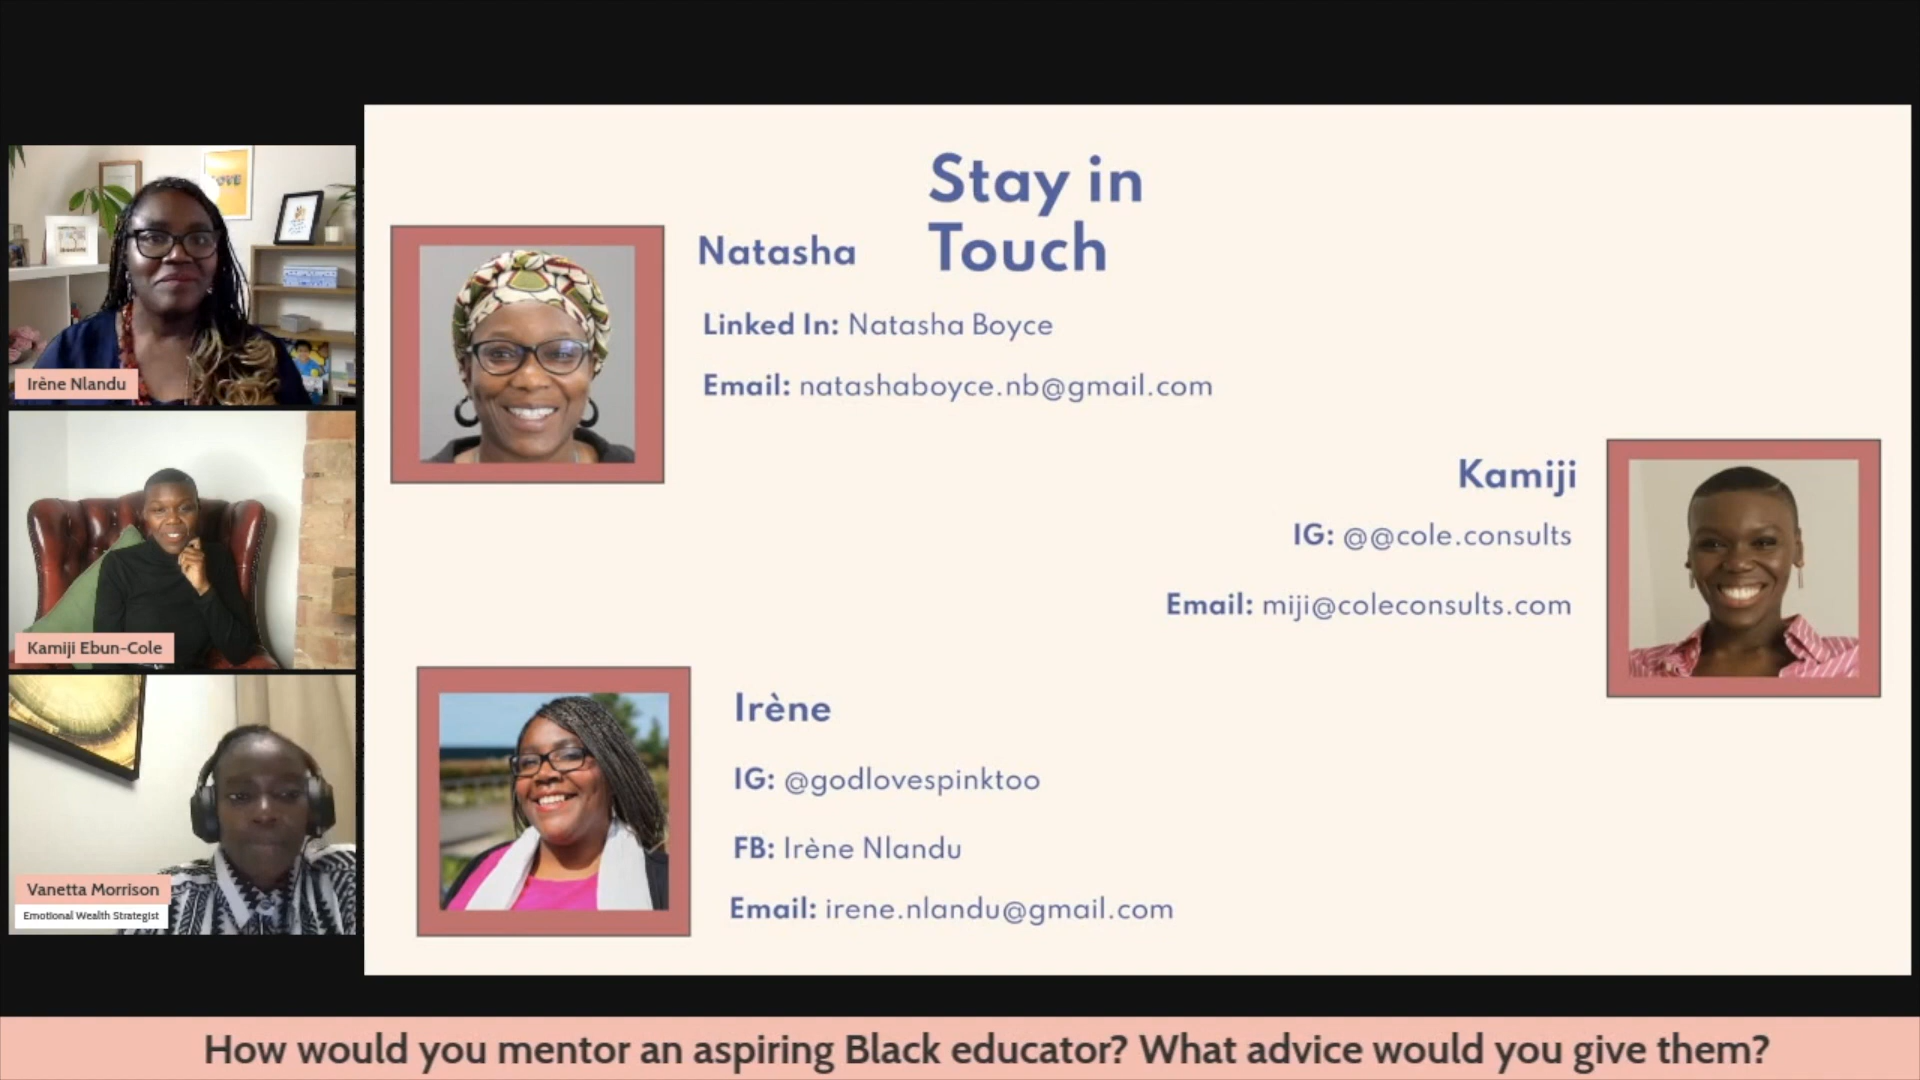 Stay in
Touch
Natasha
Linked In: Natasha Boyce
Email: natashaboyce.nb@gmail.com
Kamiji
IG: @@cole.consults
Email: miji@coleconsults.com
Irène
IG: @godlovespinktoo
FB: Irène Nlandu
Email: irene.nlandu@gmail.com
LOVE
Irène Nlandu
Kamiji Ebun-Cole
Vanetta Morrison
Emotional Wealth Strategist
How would you mentor an aspiring Black educator? What advice would you give them?